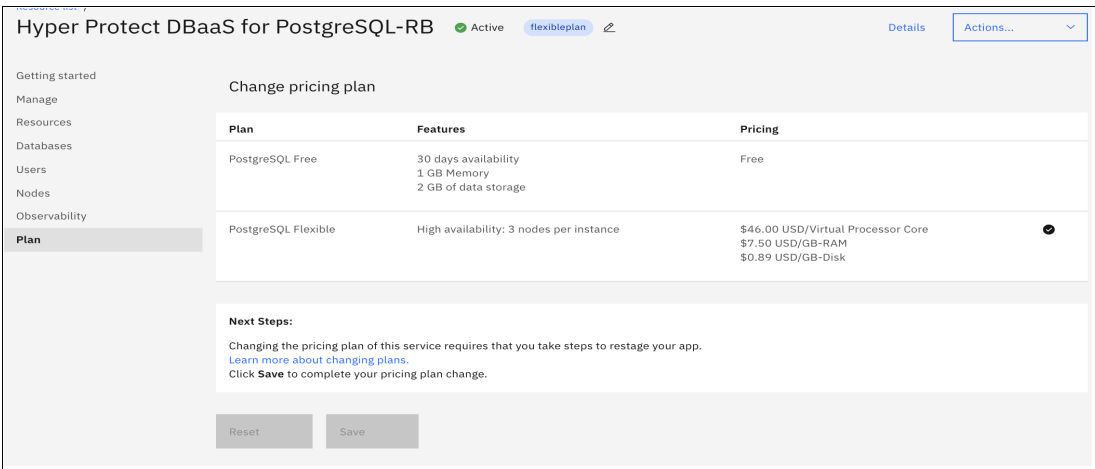 Resource list /
Hyper Protect DBaaS for PostgreSQL-RB
Active
flexibleplan
Details
Actions...
Getting started
Manage
Resources
Databases
Users
Nodes
Observability
Plan
Change pricing plan
Plan Features Pricing
PostgreSQL Free
30 days availability
1 GB Memory
2 GB of data storage
Free
PostgreSQL Flexible
High availability: 3 nodes per instance
$46.00 USD/Virtual Processor Core
$7.50 USD/GB-RAM
$0.89 USD/GB-Disk
Next Steps:
Changing the pricing plan of this service requires that you take steps to restage your app.
Learn more about changing plans.
Click Save to complete your pricing plan change.
Reset
Save